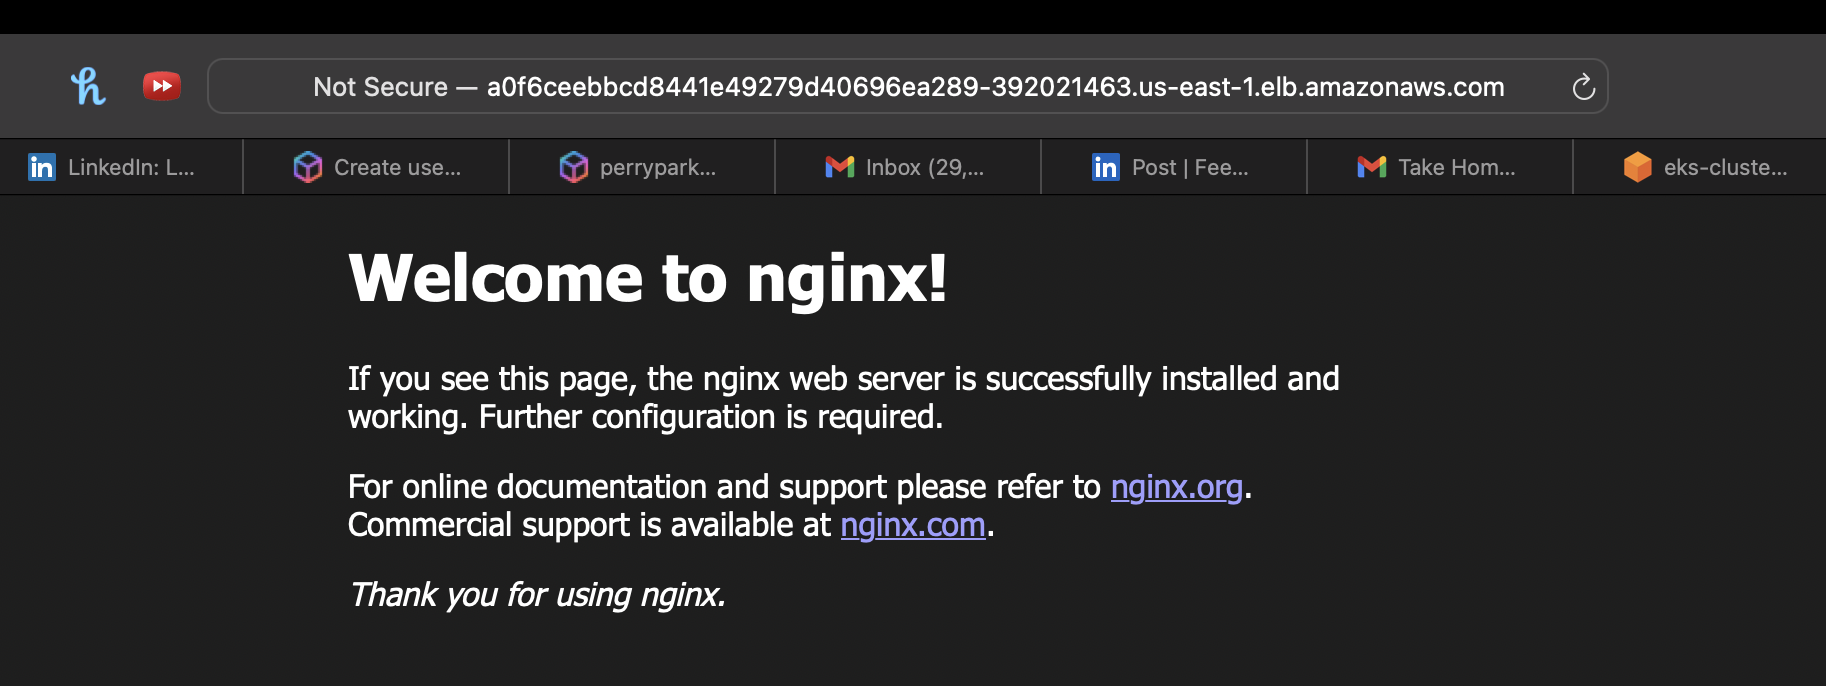 Not Secure — a0f6ceebbcd8441e49279d40696ea289-392021463.us-east-1.elb.amazonaws.com
LinkedIn: L... Create use... perrypark... Inbox (29,... Post | Fee... Take Hom... eks-cluste...
Welcome to nginx!
If you see this page, the nginx web server is successfully installed and
working. Further configuration is required.
For online documentation and support please refer to nginx.org.
Commercial support is available at nginx.com.
Thank you for using nginx.